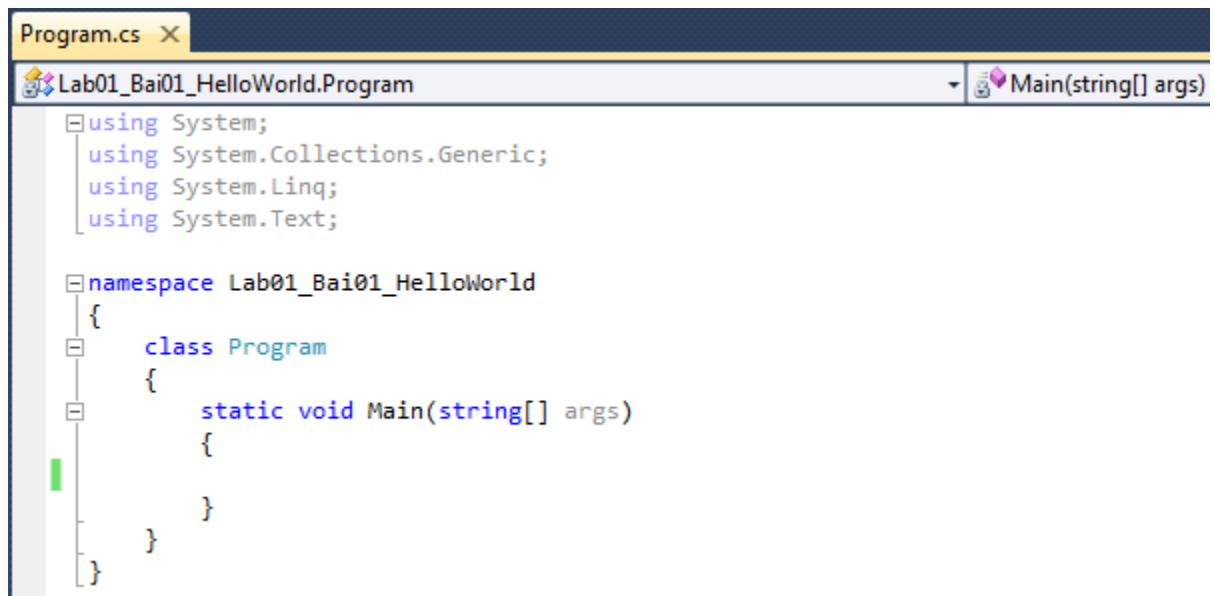 Program.cs
Lab01_Bai01_HelloWorld.Program Main(string[] args)
using System;
using System.Collections.Generic;
using System.Linq;
using System.Text;
namespace Lab01_Bai01_HelloWorld
{
class Program
{
static void Main(string[] args)
{
}
}
}